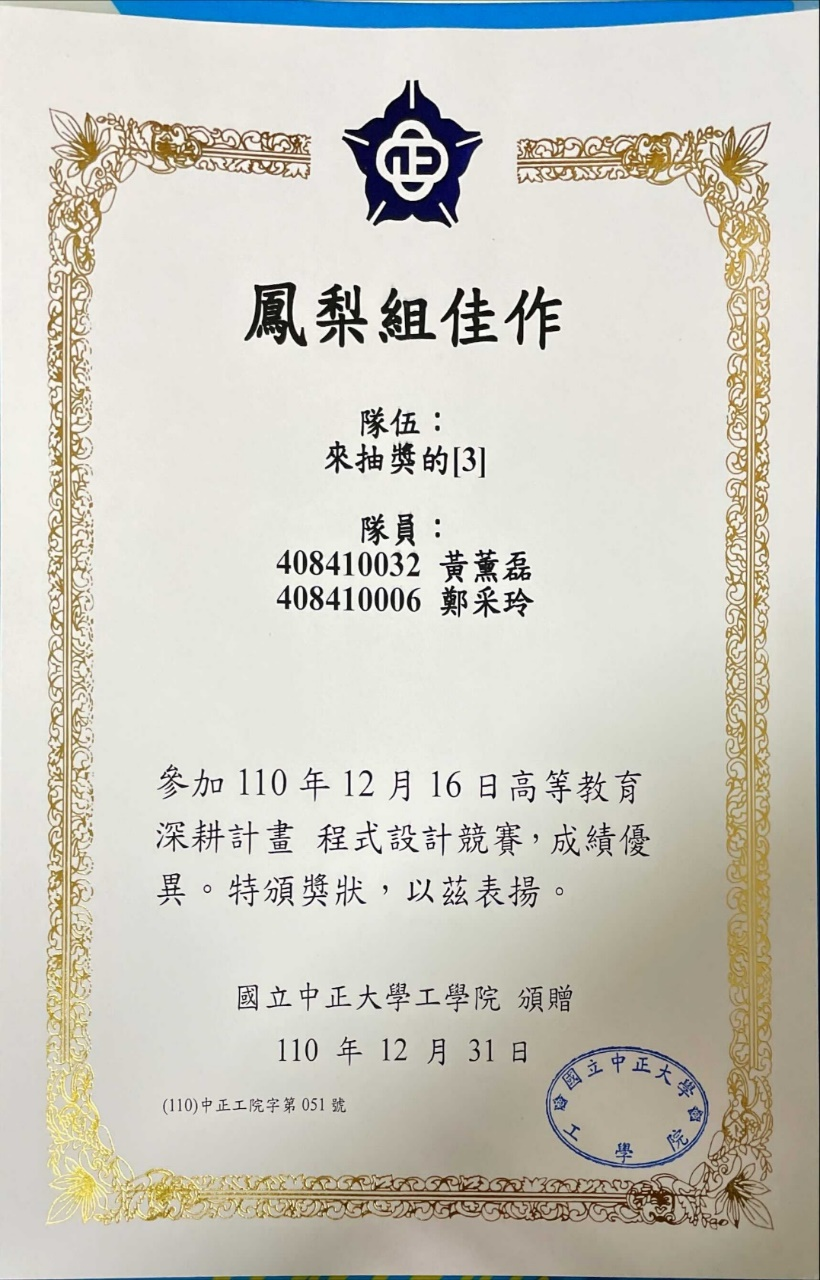 中正
鳳梨組佳作
隊伍：
來抽獎的[3]
隊員：
408410032 黃薰磊
408410006 鄭采玲
參加 110 年 12 月 16 日高等教育
深耕計畫 程式設計競賽，成績優
異。特頒獎狀，以茲表揚。
國立中正大學工學院 頒贈
110 年 12 月 31 日
(110)中正工院字第 051 號
國立中正大學
工學院